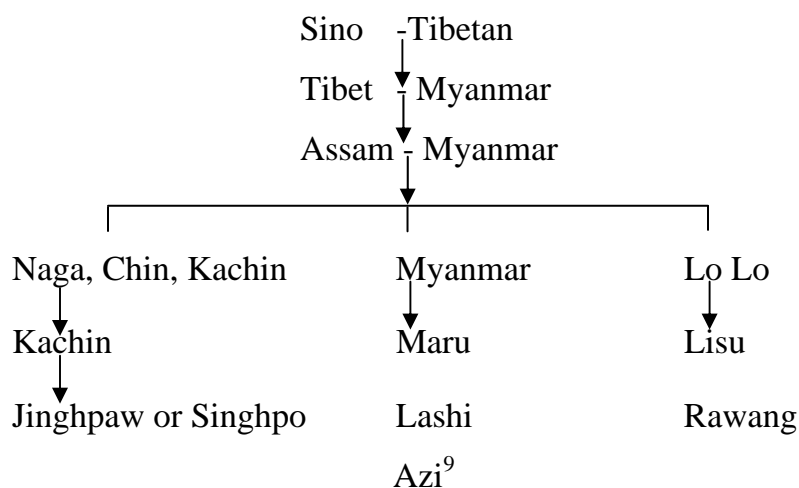 Sino -Tibetan
Tibet - Myanmar
Assam - Myanmar
Naga, Chin, Kachin Myanmar Lo Lo
Kachin Maru Lisu
Jinghpaw or Singhpo Lashi Rawang
Azi⁹